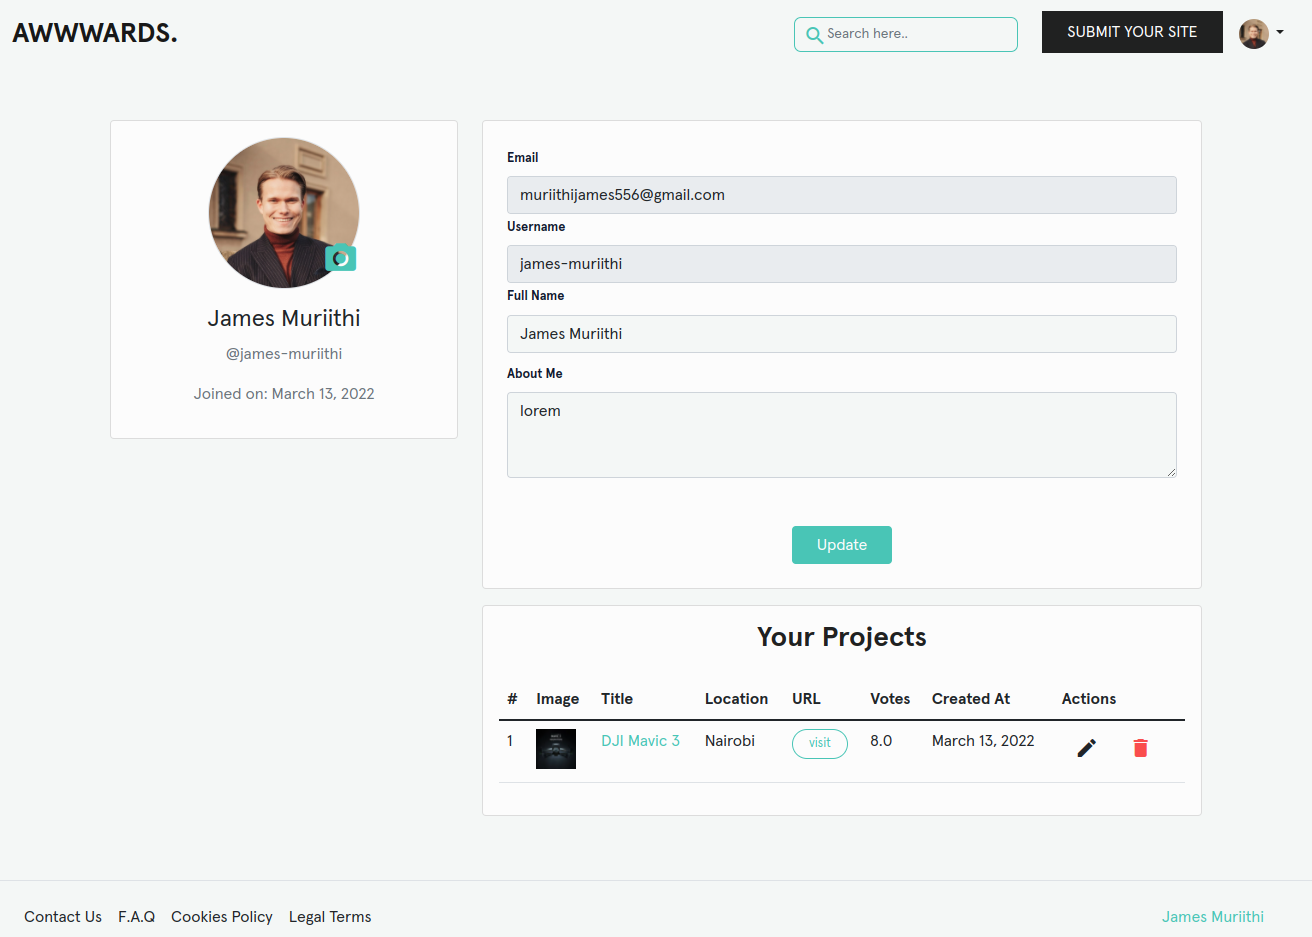 AWWWARDS.
Search here..
SUBMIT YOUR SITE
James Muriithi
@james-muriithi
Joined on: March 13, 2022
Email
muriithijames556@gmail.com
Username
james-muriithi
Full Name
James Muriithi
About Me
lorem
Update
Your Projects
# Image Title Location URL Votes Created At Actions
1 DJI Mavic 3 Nairobi visit 8.0 March 13, 2022
Contact Us F.A.Q Cookies Policy Legal Terms James Muriithi